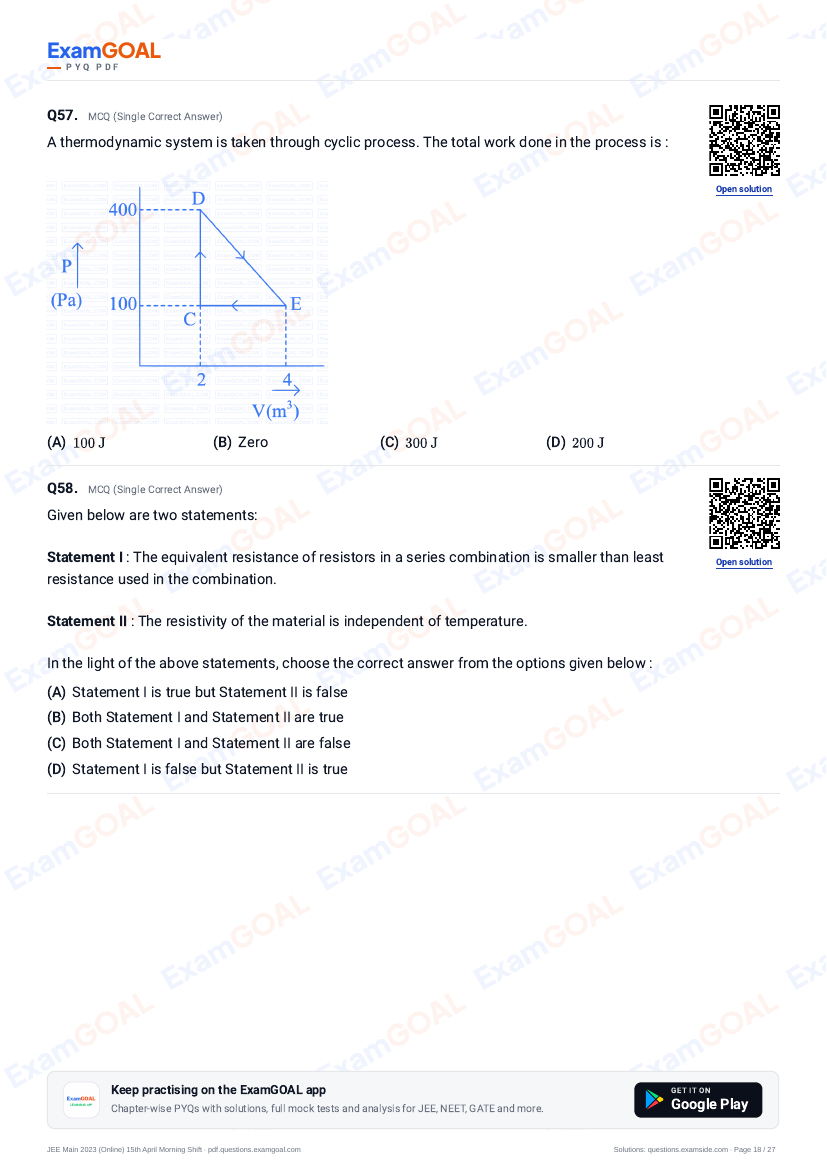 ExamGOAL
PYQ PDF
Q57. MCQ (Single Correct Answer)
A thermodynamic system is taken through cyclic process. The total work done in the process is :
Open solution
D
400
P
(Pa)
100
E
C
2
4
V(m³)
(A) 100 J (B) Zero (C) 300 J (D) 200 J
Q58. MCQ (Single Correct Answer)
Given below are two statements:
Open solution
Statement I : The equivalent resistance of resistors in a series combination is smaller than least
resistance used in the combination.
Statement II : The resistivity of the material is independent of temperature.
In the light of the above statements, choose the correct answer from the options given below :
(A) Statement I is true but Statement II is false
(B) Both Statement I and Statement II are true
(C) Both Statement I and Statement II are false
(D) Statement I is false but Statement II is true
ExamGOAL
Keep practising on the ExamGOAL app
Chapter-wise PYQs with solutions, full mock tests and analysis for JEE, NEET, GATE and more.
GET IT ON
Google Play
JEE Main 2023 (Online) 15th April Morning Shift · pdf.questions.examgoal.com
Solutions: questions.examside.com · Page 18 / 27